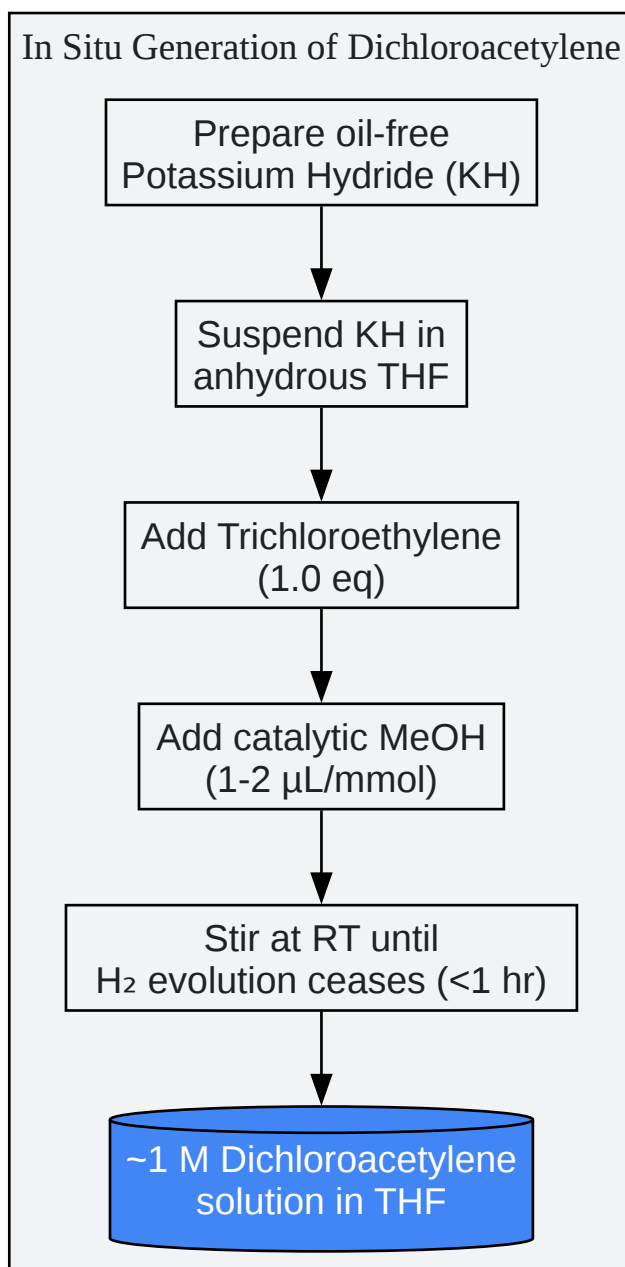 In Situ Generation of Dichloroacetylene
Prepare oil-free
Potassium Hydride (KH)
Suspend KH in
anhydrous THF
Add Trichloroethylene
(1.0 eq)
Add catalytic MeOH
(1-2 µL/mmol)
Stir at RT until
H₂ evolution ceases (<1 hr)
~1 M Dichloroacetylene
solution in THF